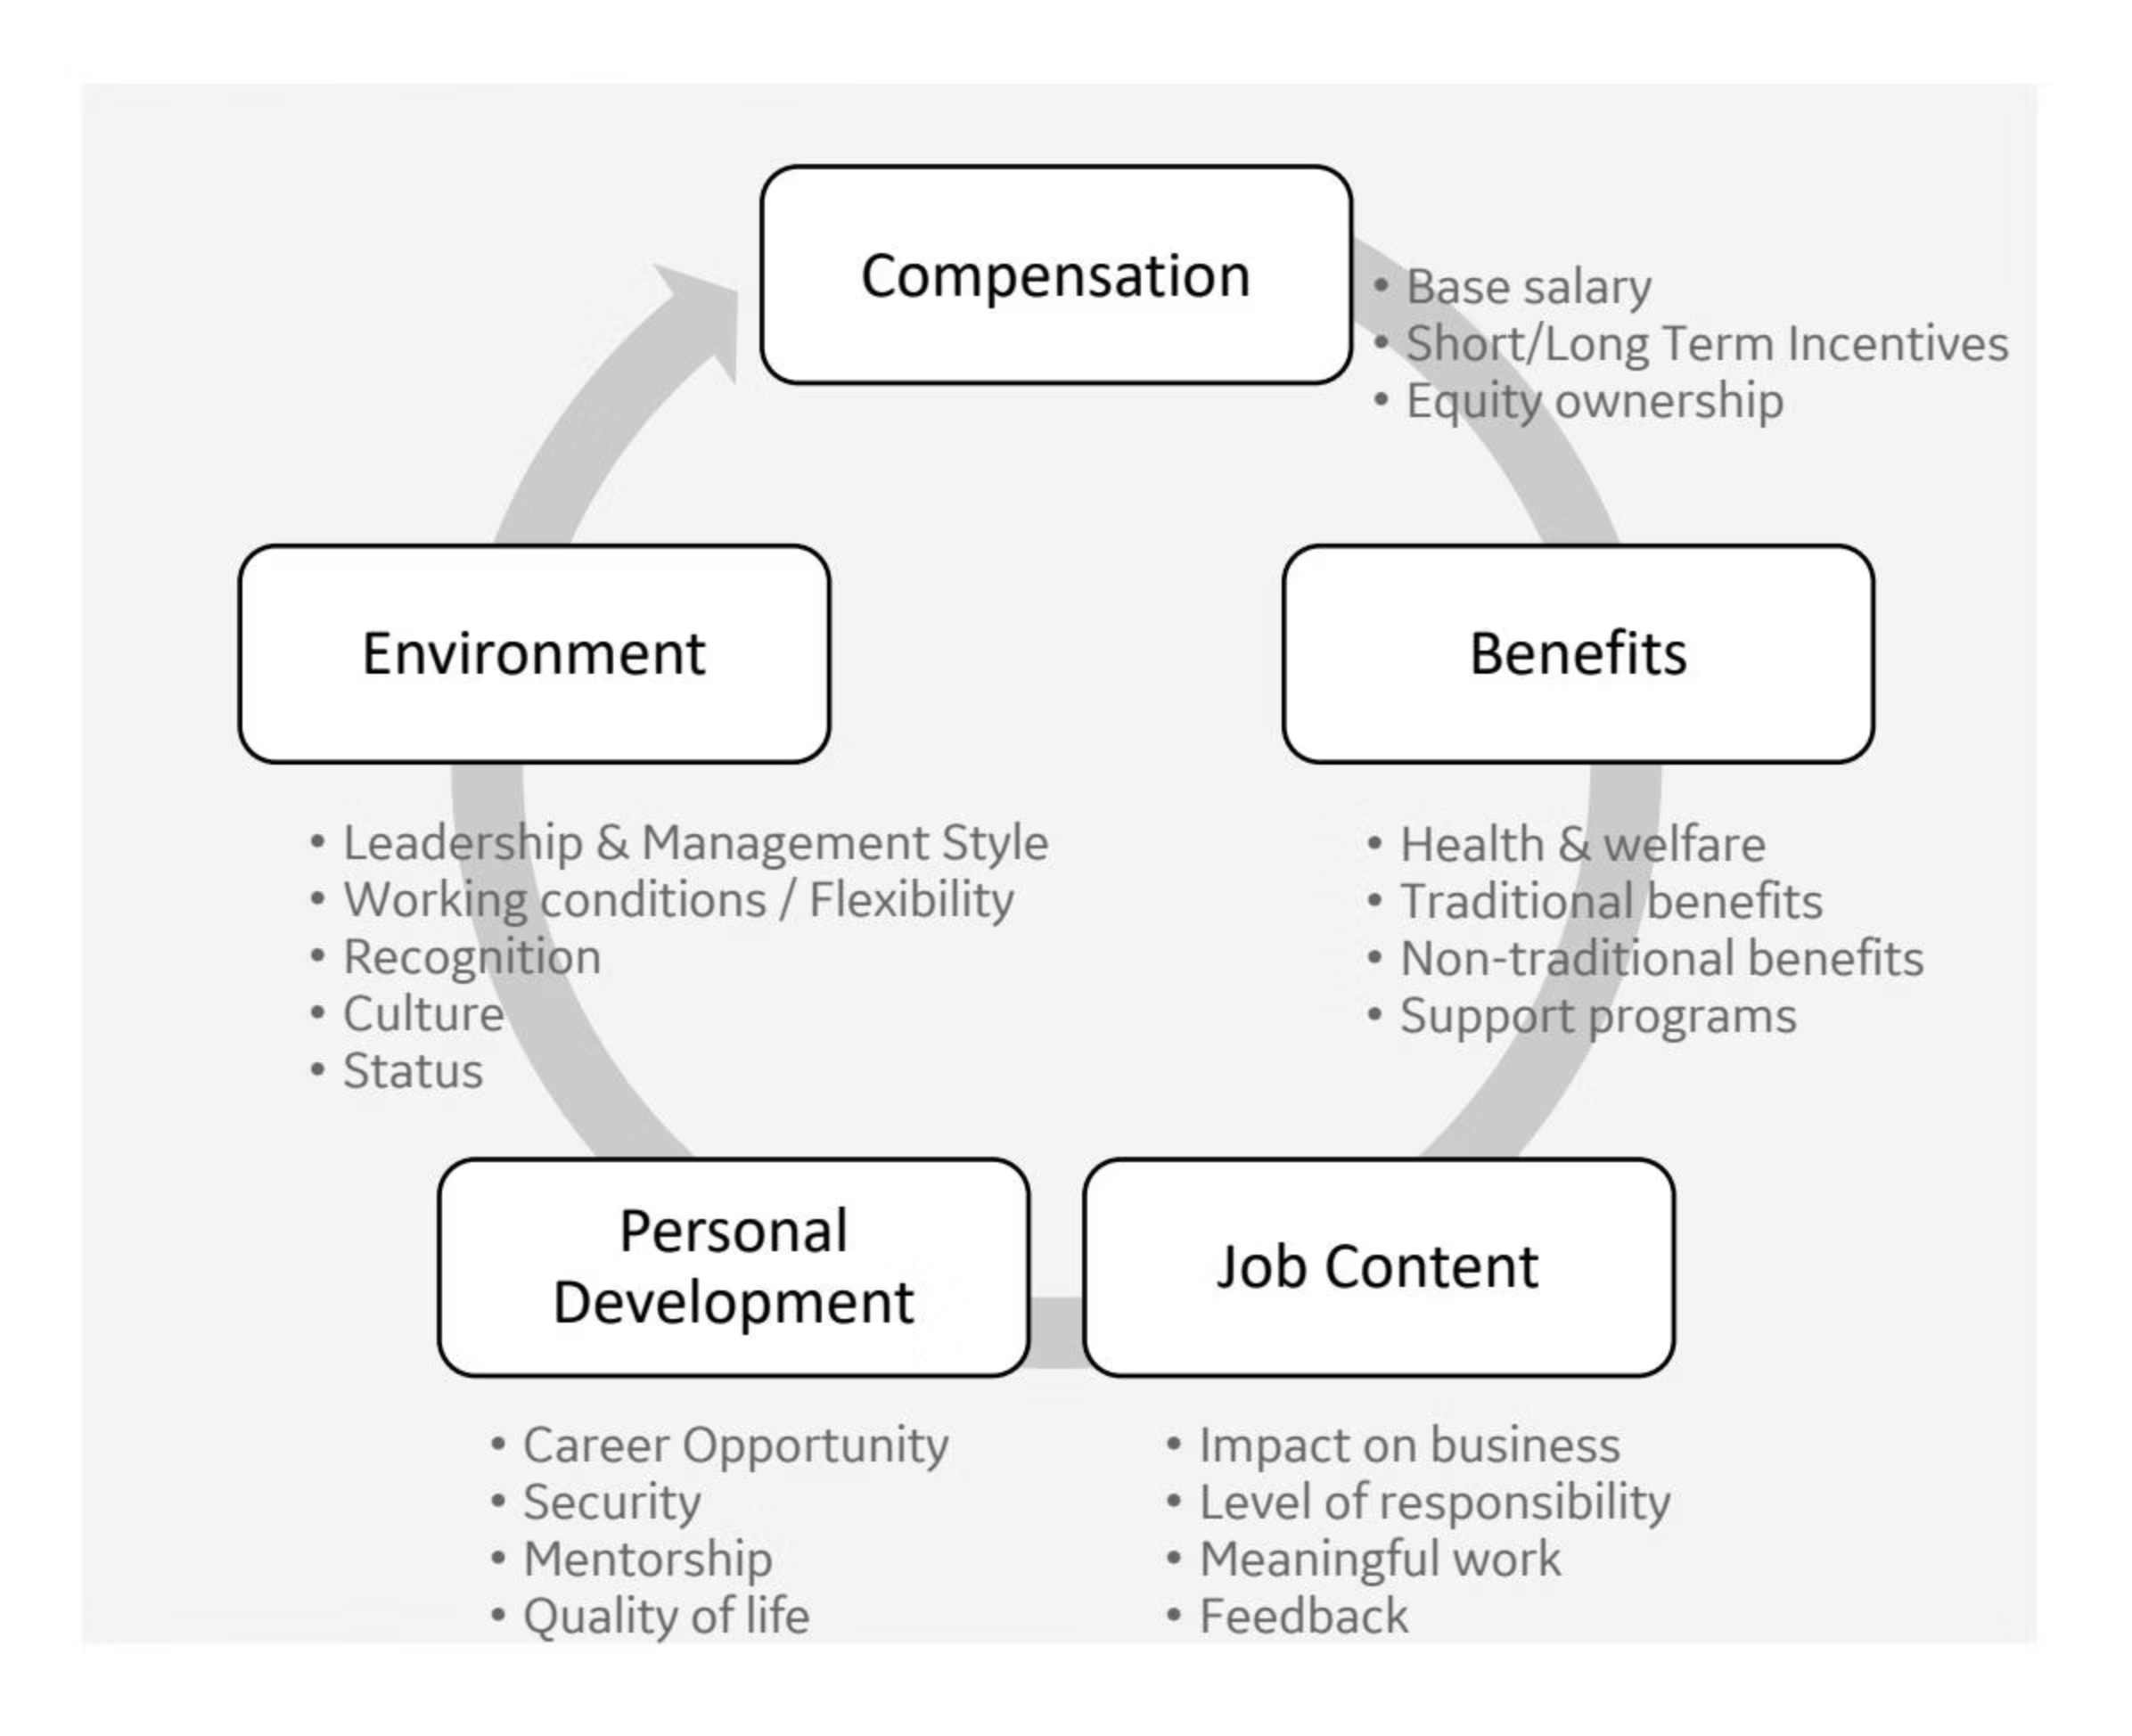 Compensation
• Base salary
• Short/Long Term Incentives
• Equity ownership
Environment
Benefits
• Leadership & Management Style
• Working conditions / Flexibility
• Recognition
• Culture
• Status
• Health & welfare
• Traditional benefits
• Non-traditional benefits
• Support programs
Personal
Development
Job Content
• Career Opportunity
• Security
• Mentorship
• Quality of life
• Impact on business
• Level of responsibility
• Meaningful work
• Feedback